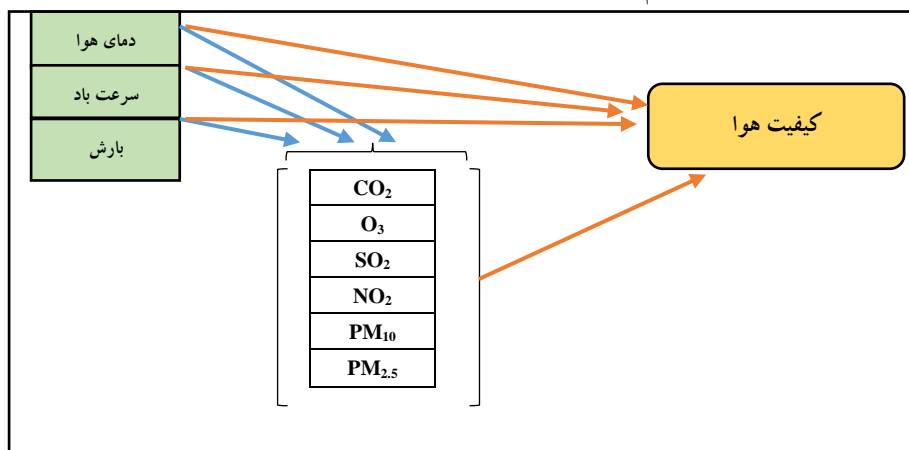 دمای هوا
سرعت باد
بارش
کیفیت هوا
CO₂
O₃
SO₂
NO₂
PM₁₀
PM₂.₅